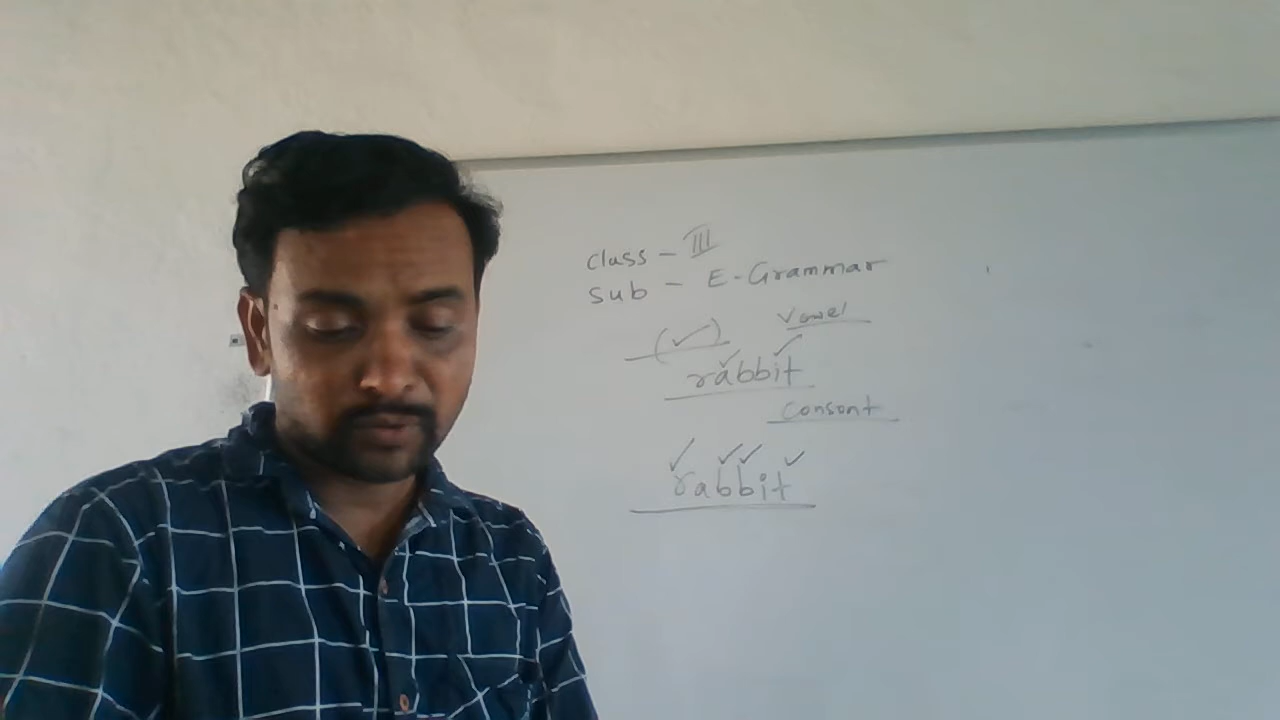 Class - III
Sub - E-Grammar
Vowel
(✓)
rabbit
Consont
rabbit